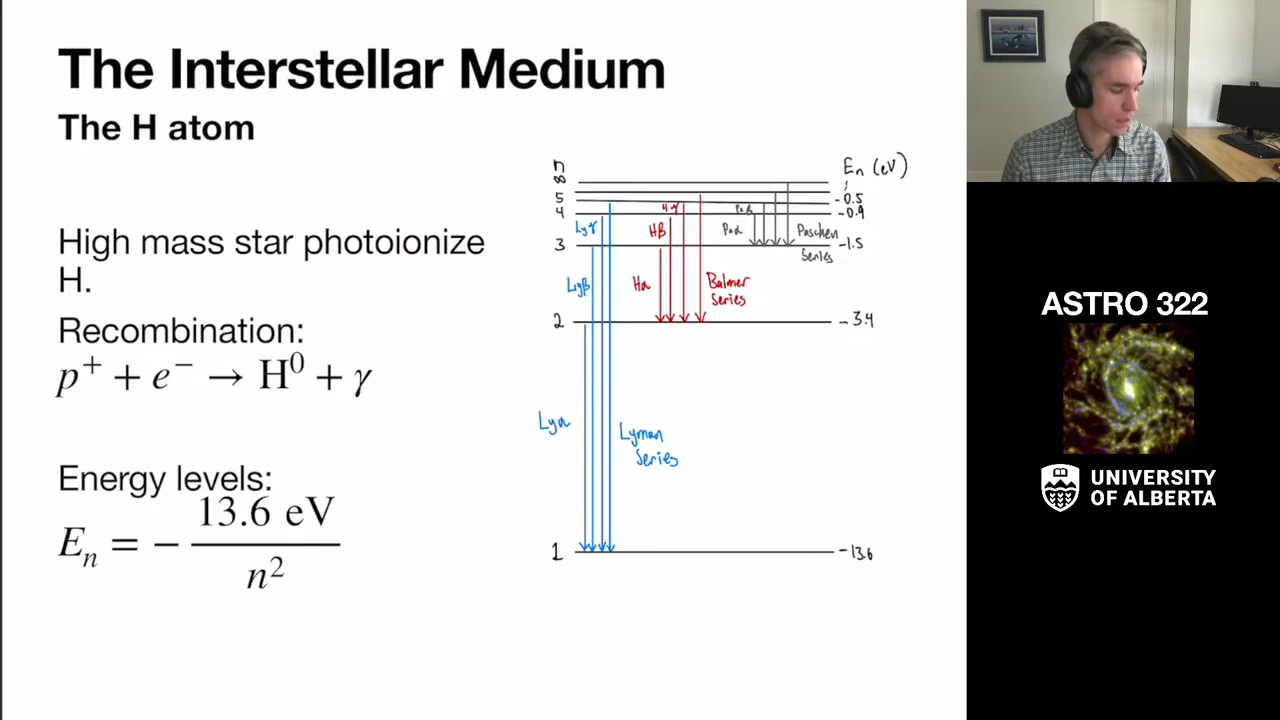 The Interstellar Medium
The H atom
High mass star photoionize
H.
Recombination:
p⁺ + e⁻ → H⁰ + γ
Energy levels:
Eₙ = − 13.6 eV / n²
n
∞
5
4
3
2
1
Eₙ (eV)
-0.5
-0.9
-1.5
-3.4
-13.6
Lyγ
Lyβ
Lyα
Lyman
Series
Hγ
Hβ
Hα
Balmer
Series
Paα
Paschen
Series
ASTRO 322
UNIVERSITY
OF ALBERTA